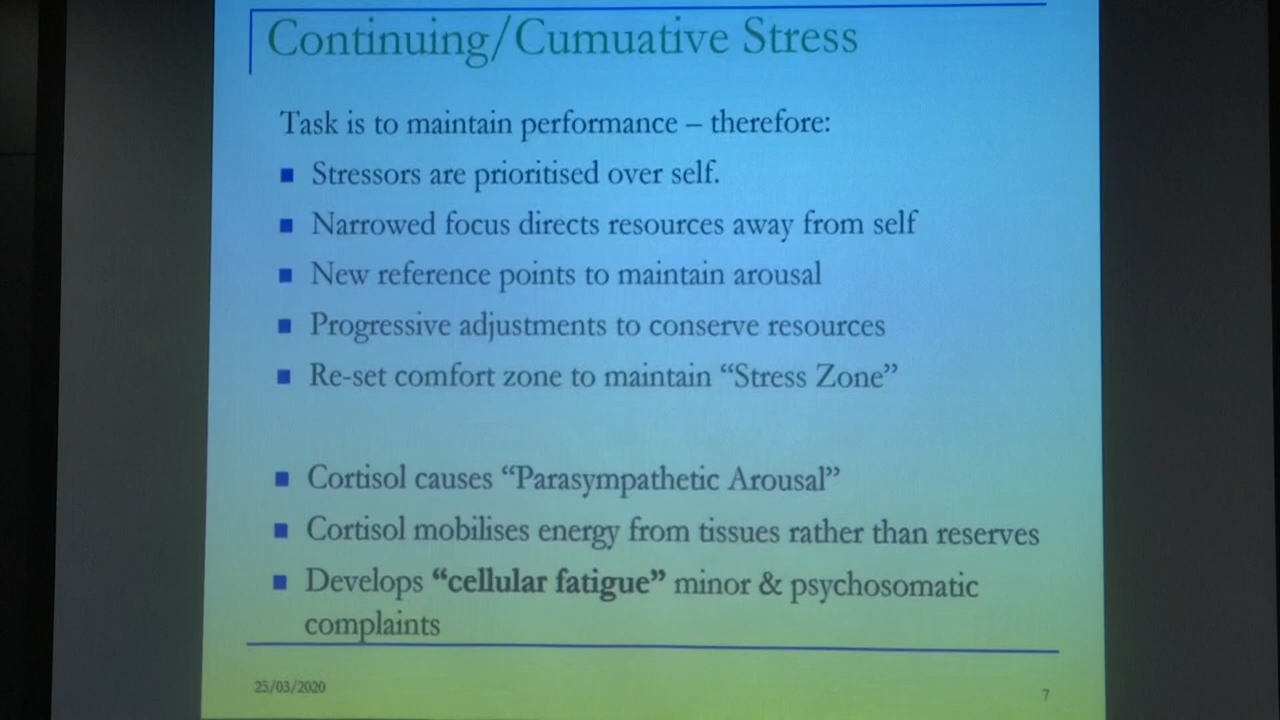 Continuing/Cumuative Stress
Task is to maintain performance – therefore:
■ Stressors are prioritised over self.
■ Narrowed focus directs resources away from self
■ New reference points to maintain arousal
■ Progressive adjustments to conserve resources
■ Re-set comfort zone to maintain “Stress Zone”
■ Cortisol causes “Parasympathetic Arousal”
■ Cortisol mobilises energy from tissues rather than reserves
■ Develops “cellular fatigue” minor & psychosomatic
complaints
25/03/2020
7